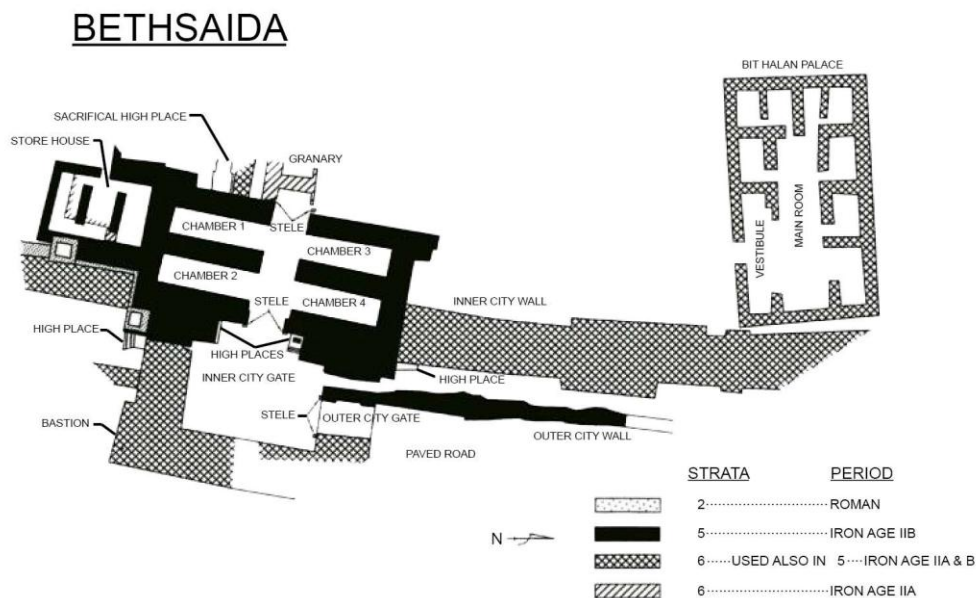 BETHSAIDA
BIT HALAN PALACE
SACRIFICAL HIGH PLACE
STORE HOUSE
GRANARY
CHAMBER 1
STELE
CHAMBER 3
CHAMBER 2
CHAMBER 4
STELE
VESTIBULE
MAIN ROOM
INNER CITY WALL
HIGH PLACE
HIGH PLACES
INNER CITY GATE
HIGH PLACE
STELE
OUTER CITY GATE
BASTION
OUTER CITY WALL
PAVED ROAD
STRATA PERIOD
2 ROMAN
N
5 IRON AGE IIB
6 USED ALSO IN 5 IRON AGE IIA & B
6 IRON AGE IIA